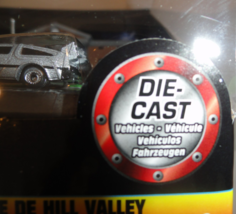 DIE-
CAST
Vehicles • Véhicule
Vehículos
Fahrzeugen
E DE HILL VALLEY